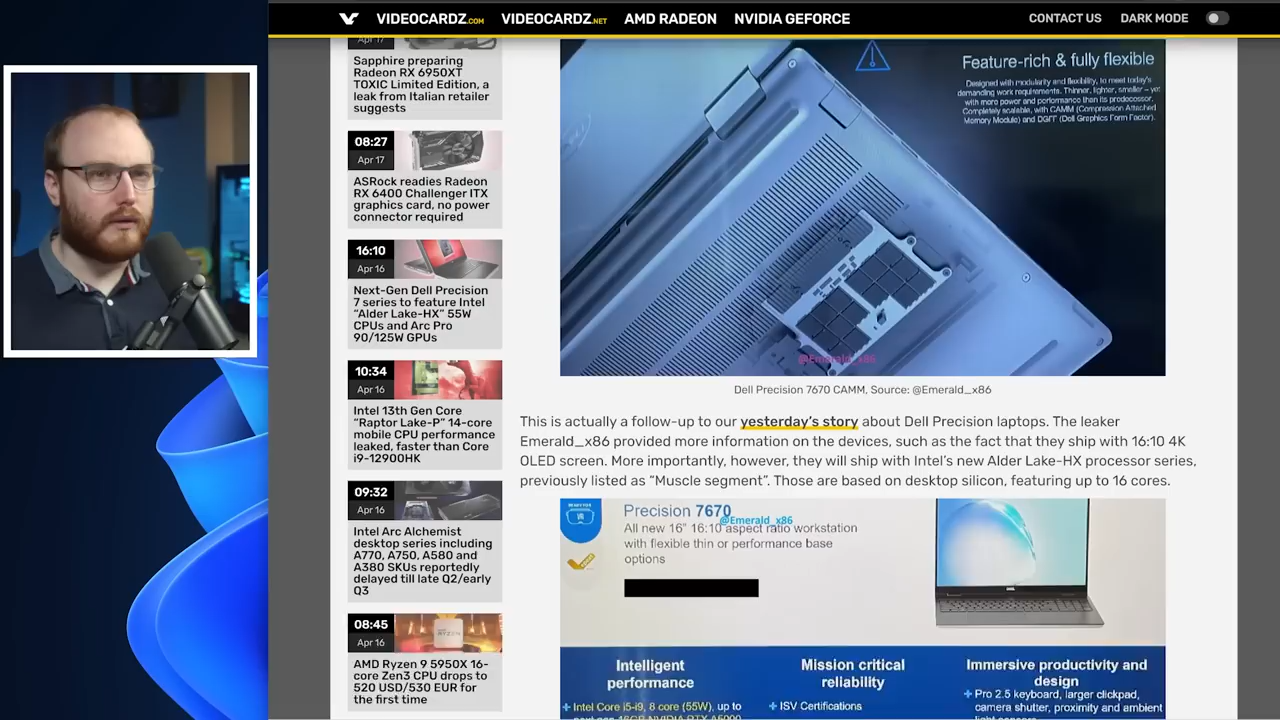 VIDEOCARDZ.COM
VIDEOCARDZ.NET
AMD RADEON
NVIDIA GEFORCE
CONTACT US
DARK MODE
Apr 17
Sapphire preparing
Radeon RX 6950XT
TOXIC Limited Edition, a
leak from Italian retailer
suggests
08:27
Apr 17
ASRock readies Radeon
RX 6400 Challenger ITX
graphics card, no power
connector required
16:10
Apr 16
Next-Gen Dell Precision
7 series to feature Intel
“Alder Lake-HX” 55W
CPUs and Arc Pro
90/125W GPUs
10:34
Apr 16
Intel 13th Gen Core
“Raptor Lake-P” 14-core
mobile CPU performance
leaked, faster than Core
i9-12900HK
09:32
Apr 16
Intel Arc Alchemist
desktop series including
A770, A750, A580 and
A380 SKUs reportedly
delayed till late Q2/early
Q3
08:45
Apr 16
RYZEN
AMD Ryzen 9 5950X 16-
core Zen3 CPU drops to
520 USD/530 EUR for
the first time
Feature-rich & fully flexible
Designed with modularity and flexibility, to meet today's
demanding work requirements. Thinner, lighter, smaller – yet
with more power and performance than its predecessor.
Completely scalable, with CAMM (Compression Attached
Memory Module) and DGFF (Dell Graphics Form Factor).
@Emerald_x86
Dell Precision 7670 CAMM, Source: @Emerald_x86
This is actually a follow-up to our yesterday’s story about Dell Precision laptops. The leaker
Emerald_x86 provided more information on the devices, such as the fact that they ship with 16:10 4K
OLED screen. More importantly, however, they will ship with Intel’s new Alder Lake-HX processor series,
previously listed as “Muscle segment”. Those are based on desktop silicon, featuring up to 16 cores.
Precision 7670
@Emerald_x86
All new 16” 16:10 aspect ratio workstation
with flexible thin or performance base
options
DELL
Intelligent
performance
+ Intel Core i5-i9, 8 core (55W), up to
Mission critical
reliability
+ ISV Certifications
Immersive productivity and
design
+ Pro 2.5 keyboard, larger clickpad,
camera shutter, proximity and ambient